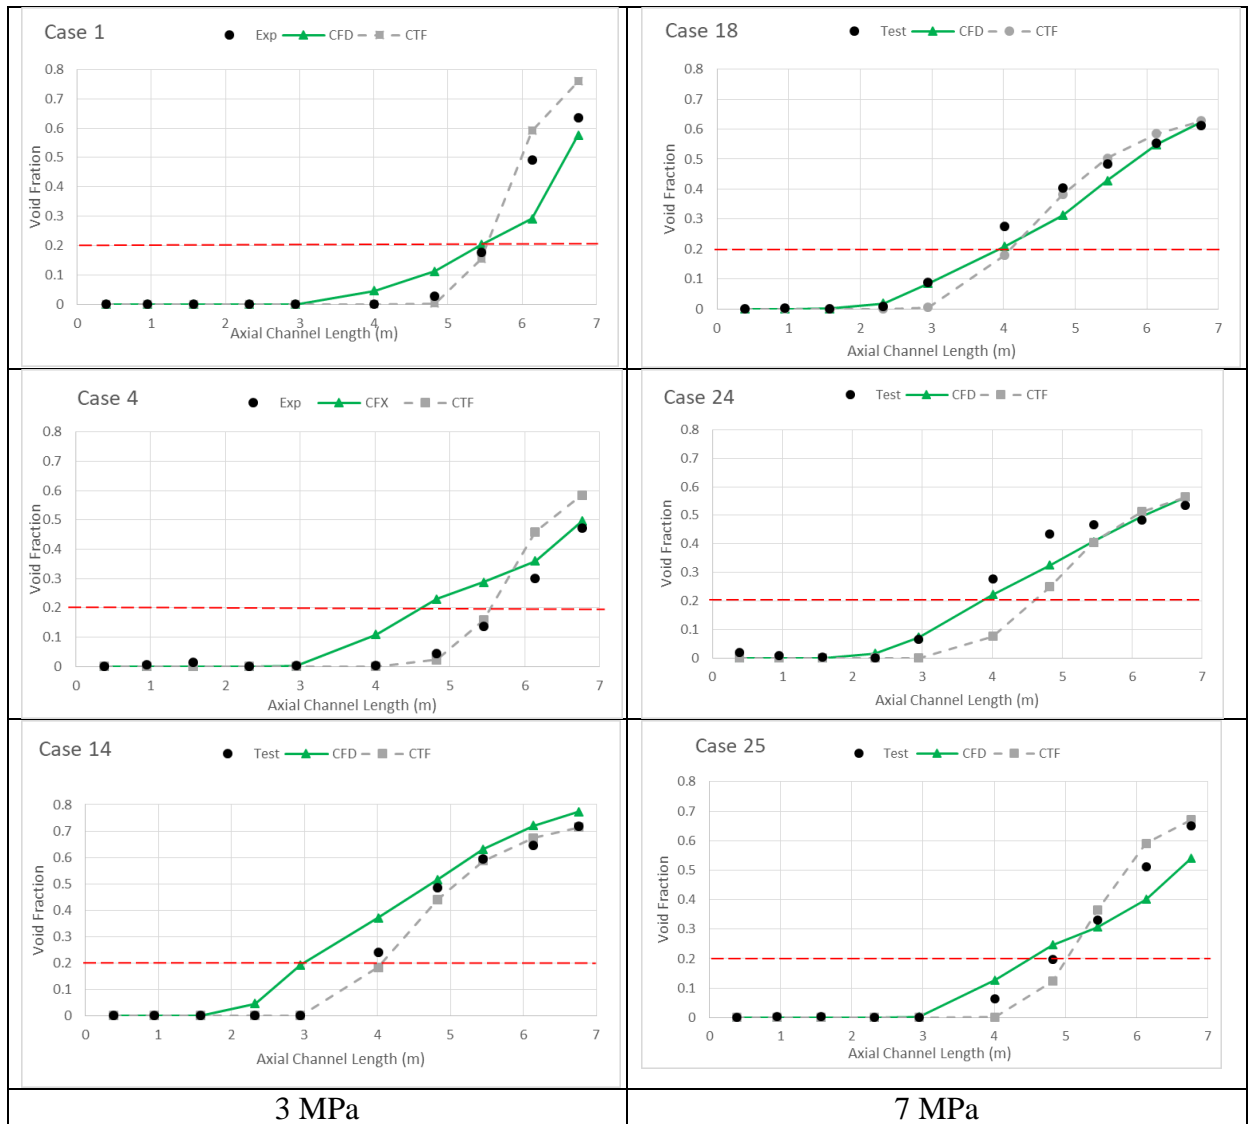 Case 1
Exp CFD CTF
Void Fration
0.8
0.7
0.6
0.5
0.4
0.3
0.2
0.1
0
0 1 2 3 4 5 6 7
Axial Channel Length (m)
Case 18
Test CFD CTF
Void Fraction
0.8
0.7
0.6
0.5
0.4
0.3
0.2
0.1
0
0 1 2 3 4 5 6 7
Axial Channel Length (m)
Case 4
Exp CFX CTF
Void Fraction
0.8
0.7
0.6
0.5
0.4
0.3
0.2
0.1
0
0 1 2 3 4 5 6 7
Axial Channel Length (m)
Case 24
Test CFD CTF
Void Fraction
0.8
0.7
0.6
0.5
0.4
0.3
0.2
0.1
0
0 1 2 3 4 5 6 7
Axial Channel Length (m)
Case 14
Test CFD CTF
Void Fraction
0.8
0.7
0.6
0.5
0.4
0.3
0.2
0.1
0
0 1 2 3 4 5 6 7
Axial Channel Length (m)
Case 25
Test CFD CTF
Void Fraction
0.8
0.7
0.6
0.5
0.4
0.3
0.2
0.1
0
0 1 2 3 4 5 6 7
Axial Channel Length (m)
3 MPa
7 MPa